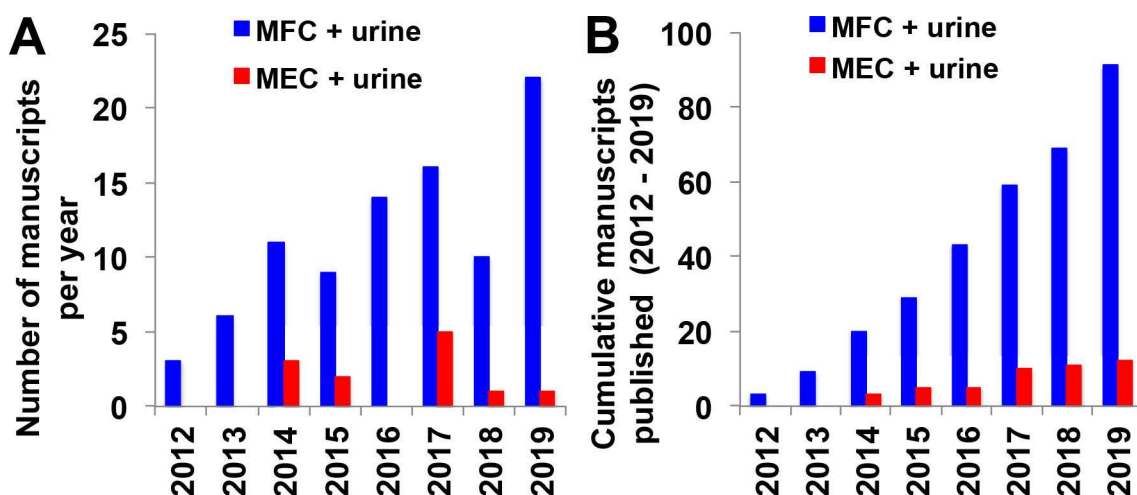 A
Number of manuscripts
per year
25
20
15
10
5
0
MFC + urine
MEC + urine
2012
2013
2014
2015
2016
2017
2018
2019
B
Cumulative manuscripts
published (2012 - 2019)
100
80
60
40
20
0
MFC + urine
MEC + urine
2012
2013
2014
2015
2016
2017
2018
2019